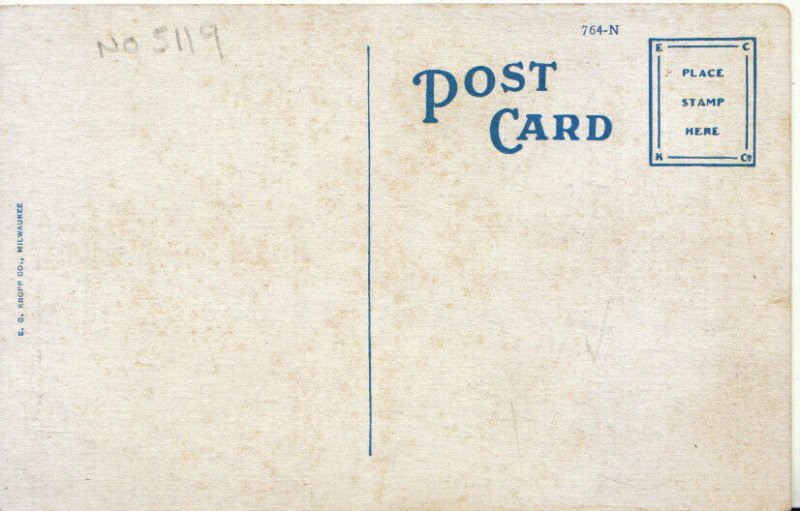 NO 5119
764-N
POST
CARD
E C
PLACE
STAMP
HERE
K Co
E. C. KROPP CO., MILWAUKEE